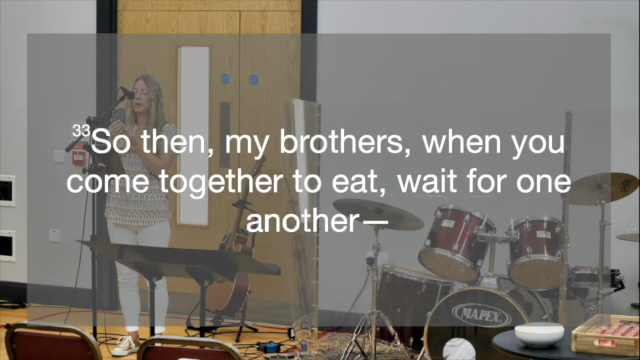 ³³So then, my brothers, when you
come together to eat, wait for one
another—
MAPEX